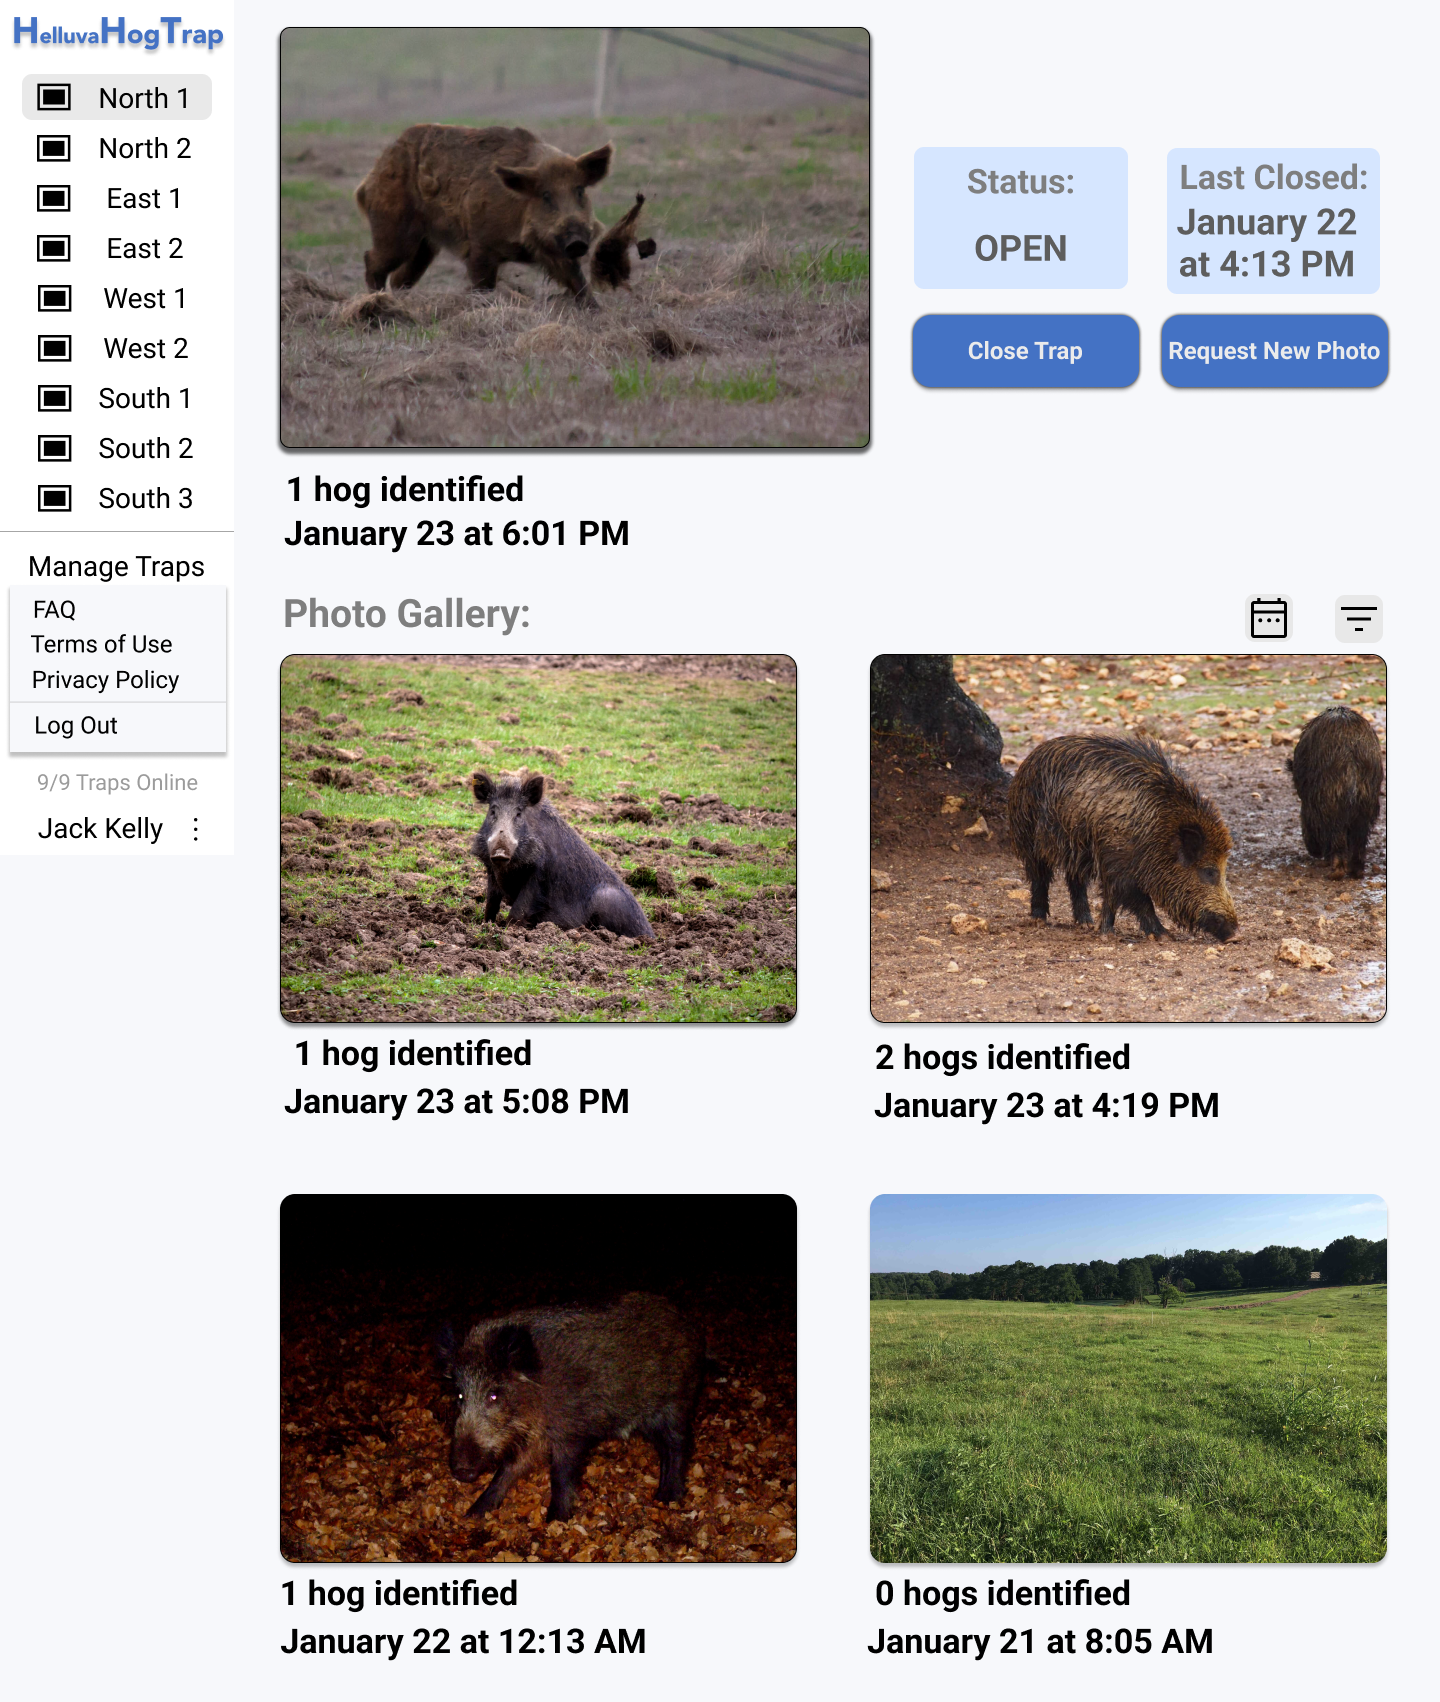 HelluvaHogTrap
North 1
North 2
East 1
East 2
West 1
West 2
South 1
South 2
South 3
Manage Traps
FAQ
Terms of Use
Privacy Policy
Log Out
9/9 Traps Online
Jack Kelly
Status:
OPEN
Last Closed:
January 22
at 4:13 PM
Close Trap
Request New Photo
1 hog identified
January 23 at 6:01 PM
Photo Gallery:
1 hog identified
January 23 at 5:08 PM
2 hogs identified
January 23 at 4:19 PM
1 hog identified
January 22 at 12:13 AM
0 hogs identified
January 21 at 8:05 AM